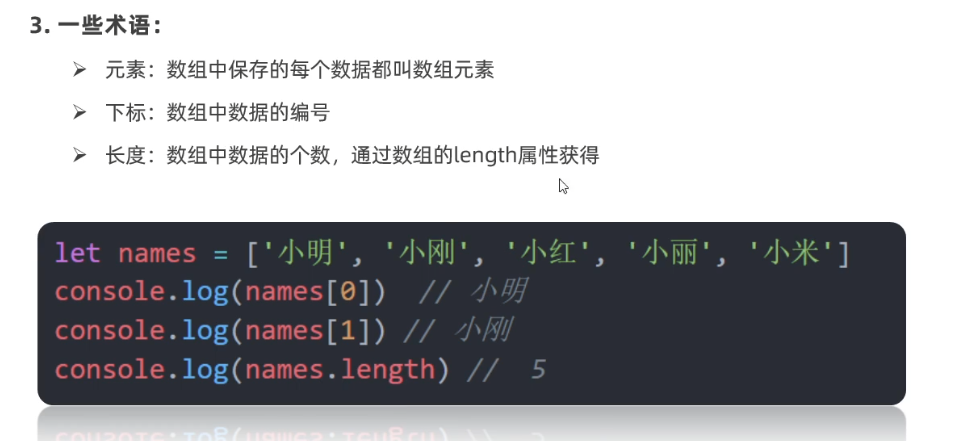 3. 一些术语：
➢ 元素：数组中保存的每个数据都叫数组元素
➢ 下标：数组中数据的编号
➢ 长度：数组中数据的个数，通过数组的length属性获得
let names = ['小明', '小刚', '小红', '小丽', '小米']
console.log(names[0])  // 小明
console.log(names[1]) // 小刚
console.log(names.length) //  5